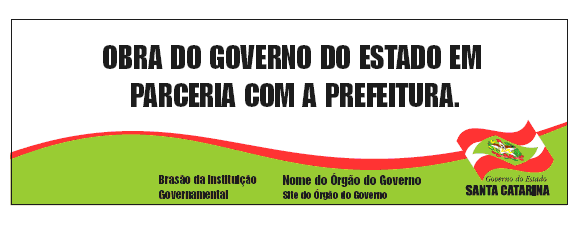 OBRA DO GOVERNO DO ESTADO EM
PARCERIA COM A PREFEITURA.
Brasão da Instituição
Governamental
Nome do Órgão do Governo
Site do Órgão do Governo
Governo do Estado
SANTA CATARINA